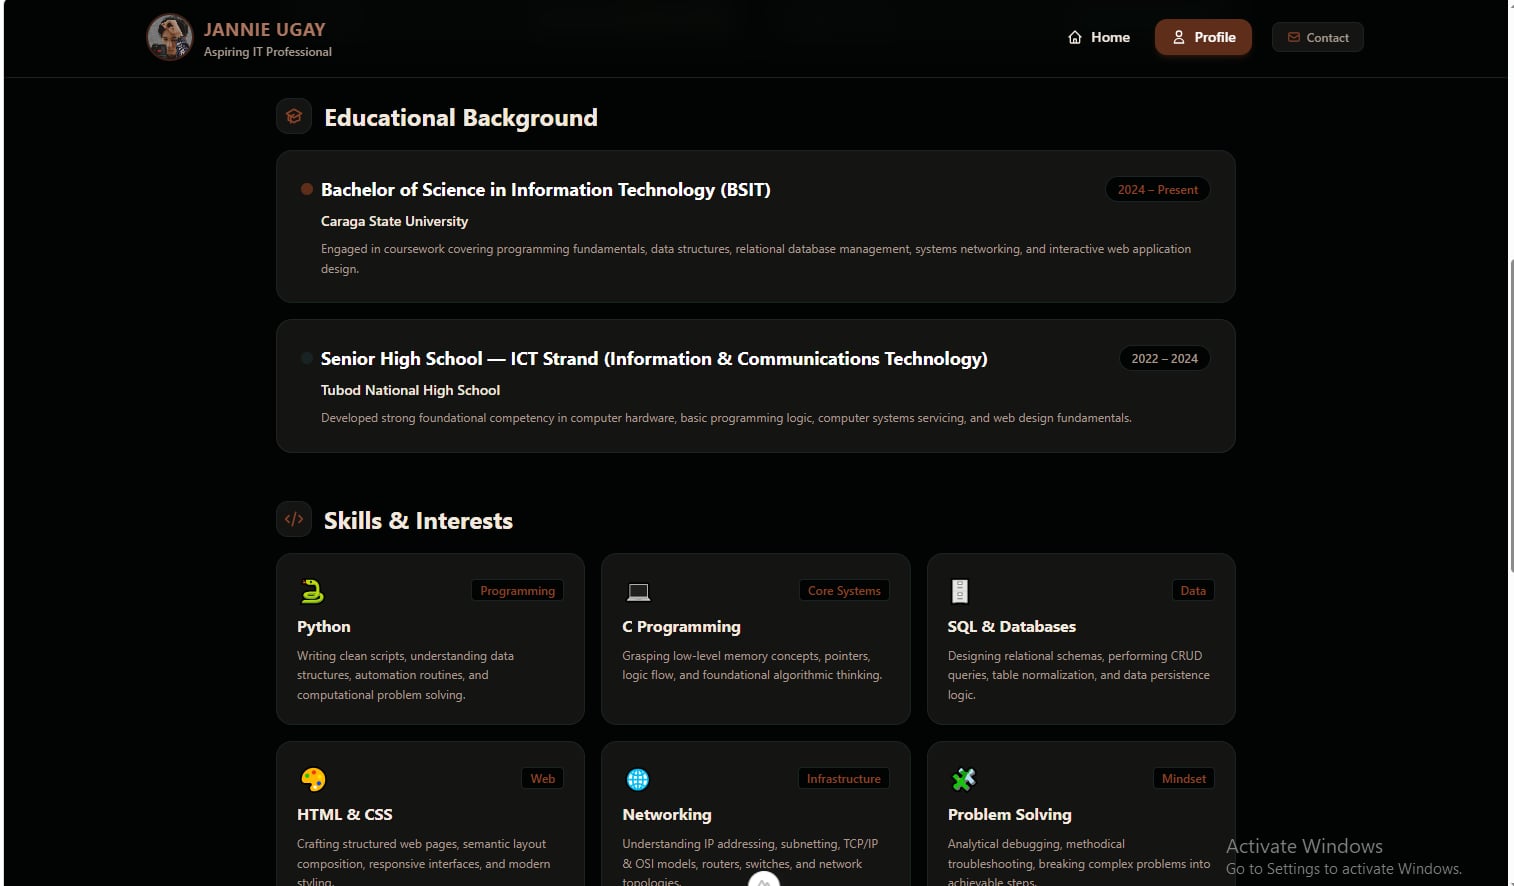 JANNIE UGAY
Aspiring IT Professional
Home
Profile
Contact
Educational Background
Bachelor of Science in Information Technology (BSIT)
2024 – Present
Caraga State University
Engaged in coursework covering programming fundamentals, data structures, relational database management, systems networking, and interactive web application
design.
Senior High School — ICT Strand (Information & Communications Technology)
2022 – 2024
Tubod National High School
Developed strong foundational competency in computer hardware, basic programming logic, computer systems servicing, and web design fundamentals.
</> Skills & Interests
Programming
Python
Writing clean scripts, understanding data
structures, automation routines, and
computational problem solving.
Core Systems
C Programming
Grasping low-level memory concepts, pointers,
logic flow, and foundational algorithmic thinking.
Data
SQL & Databases
Designing relational schemas, performing CRUD
queries, table normalization, and data persistence
logic.
Web
HTML & CSS
Crafting structured web pages, semantic layout
composition, responsive interfaces, and modern
styling.
Infrastructure
Networking
Understanding IP addressing, subnetting, TCP/IP
& OSI models, routers, switches, and network
topologies.
Mindset
Problem Solving
Analytical debugging, methodical
troubleshooting, breaking complex problems into
achievable steps.
Activate Windows
Go to Settings to activate Windows.